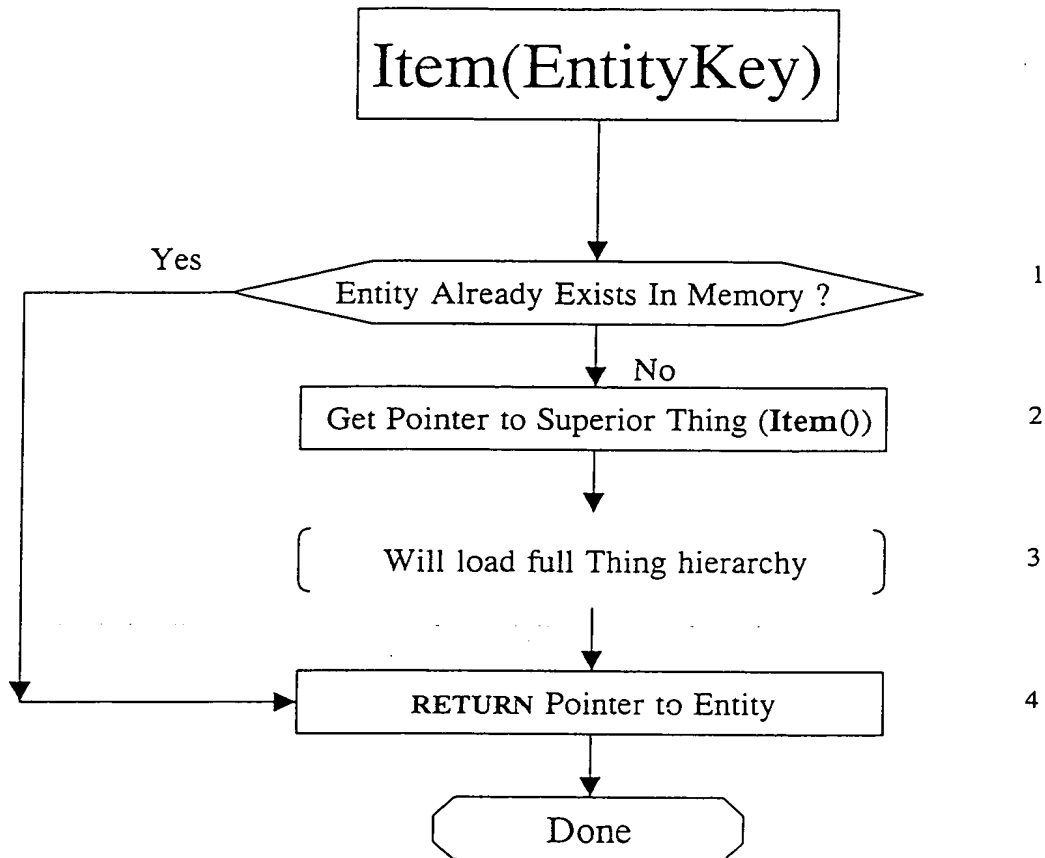 Item(EntityKey)
Yes
Entity Already Exists In Memory ?
1
No
Get Pointer to Superior Thing (Item())
2
Will load full Thing hierarchy
3
RETURN Pointer to Entity
4
Done